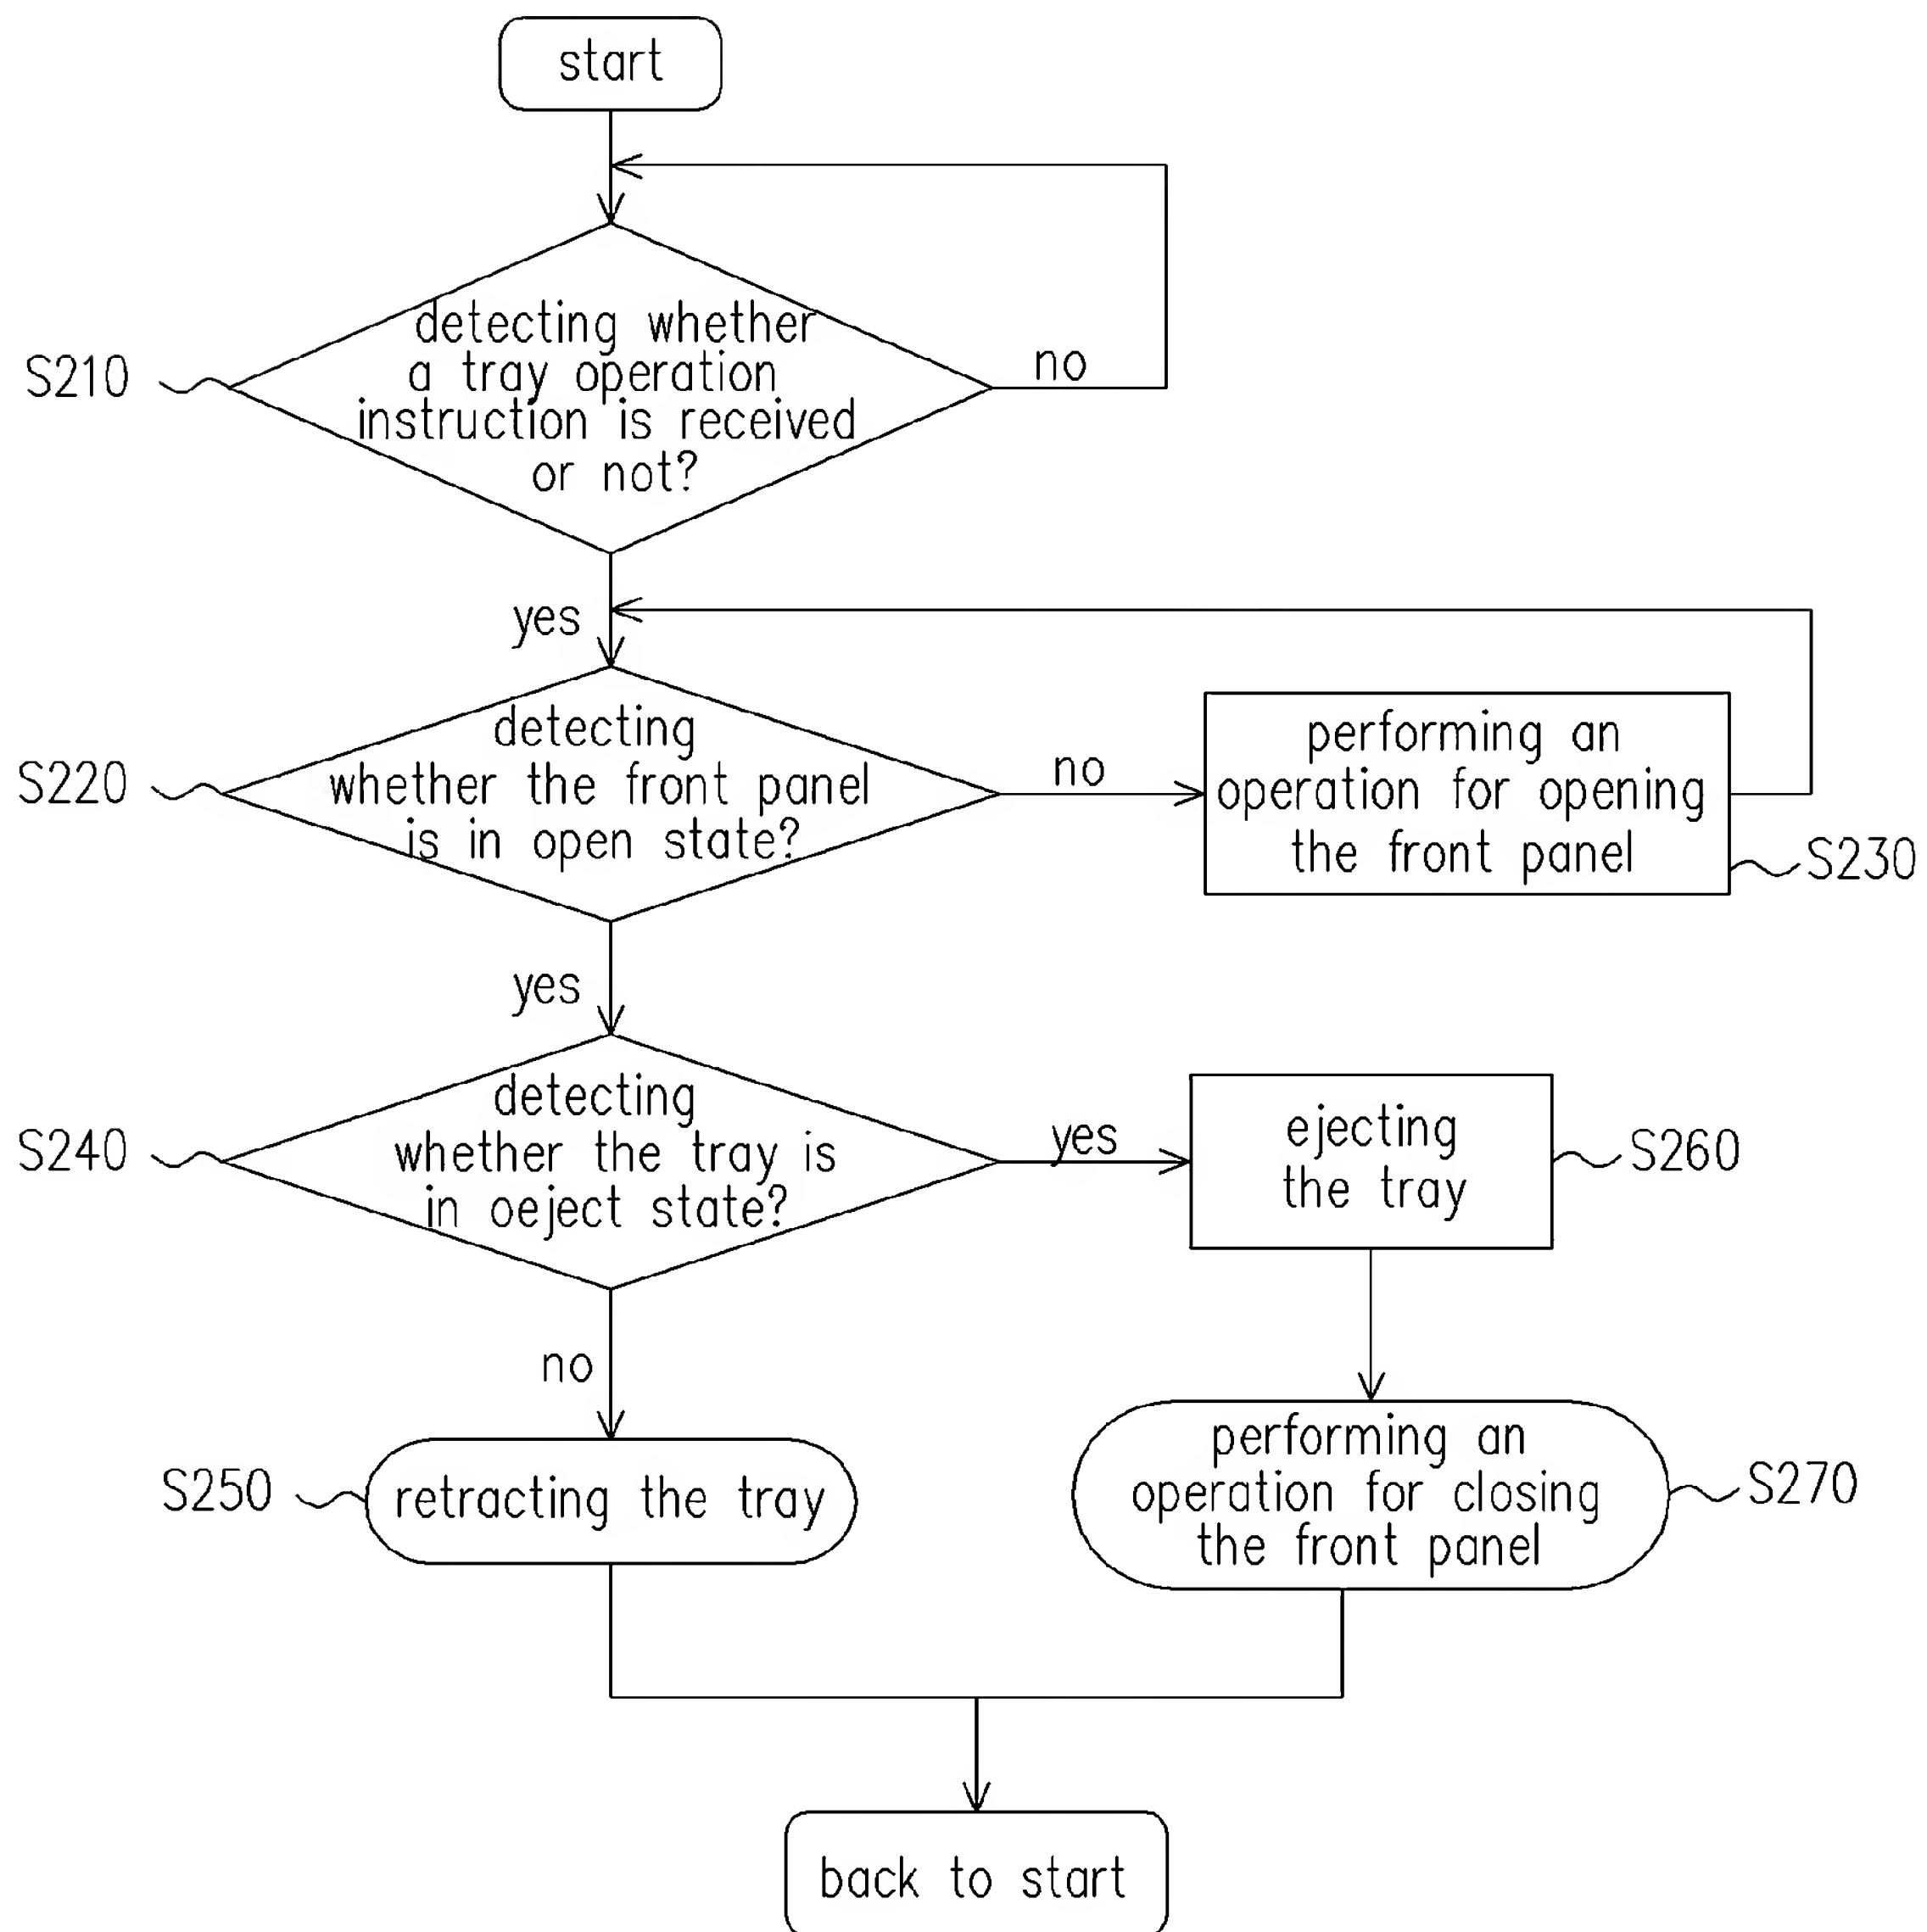 start
detecting whether
a tray operation
instruction is received
or not?
S210
no
yes
detecting
whether the front panel
is in open state?
S220
no
performing an
operation for opening
the front panel
S230
yes
detecting
whether the tray is
in oeject state?
S240
yes
ejecting
the tray
S260
no
retracting the tray
S250
performing an
operation for closing
the front panel
S270
back to start